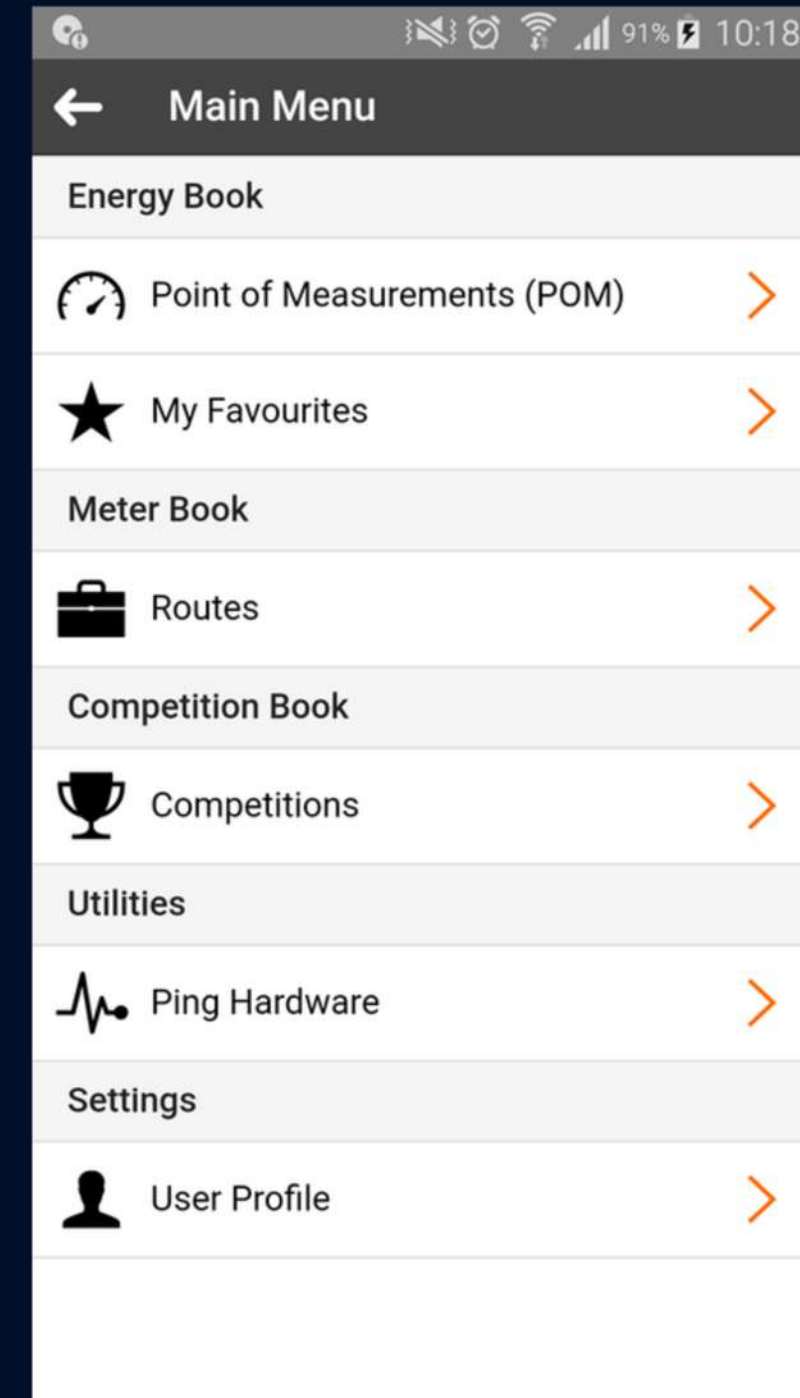 91% 10:18
Main Menu
Energy Book
Point of Measurements (POM)
My Favourites
Meter Book
Routes
Competition Book
Competitions
Utilities
Ping Hardware
Settings
User Profile